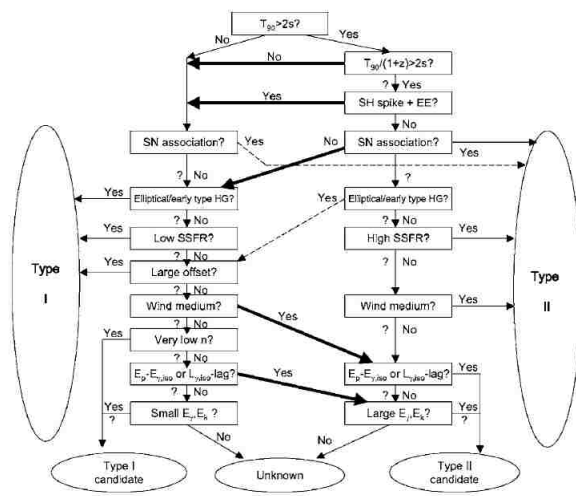 T90>2s?
No
Yes
No
T90/(1+z)>2s?
? Yes
Yes
SH spike + EE?
No
SN association?
Yes
No
SN association?
Yes
? No
?
Yes
Elliptical/early type HG?
Elliptical/early type HG?
? No
? No
Yes
Low SSFR?
High SSFR?
Yes
Type
I
Type
II
? No
Yes
Large offset?
?
No
? No
Wind medium?
Yes
Wind medium?
Yes
? No
Yes
Very low n?
?
No
? No
Ep-Eγ,iso or Lγ,iso-lag?
Yes
Ep-Eγ,iso or Lγ,iso-lag?
Yes
? No
? No
Yes
?
Small Eγ,Ek ?
Large Eγ,Ek?
Yes
?
No
No
Type I
candidate
Unknown
Type II
candidate